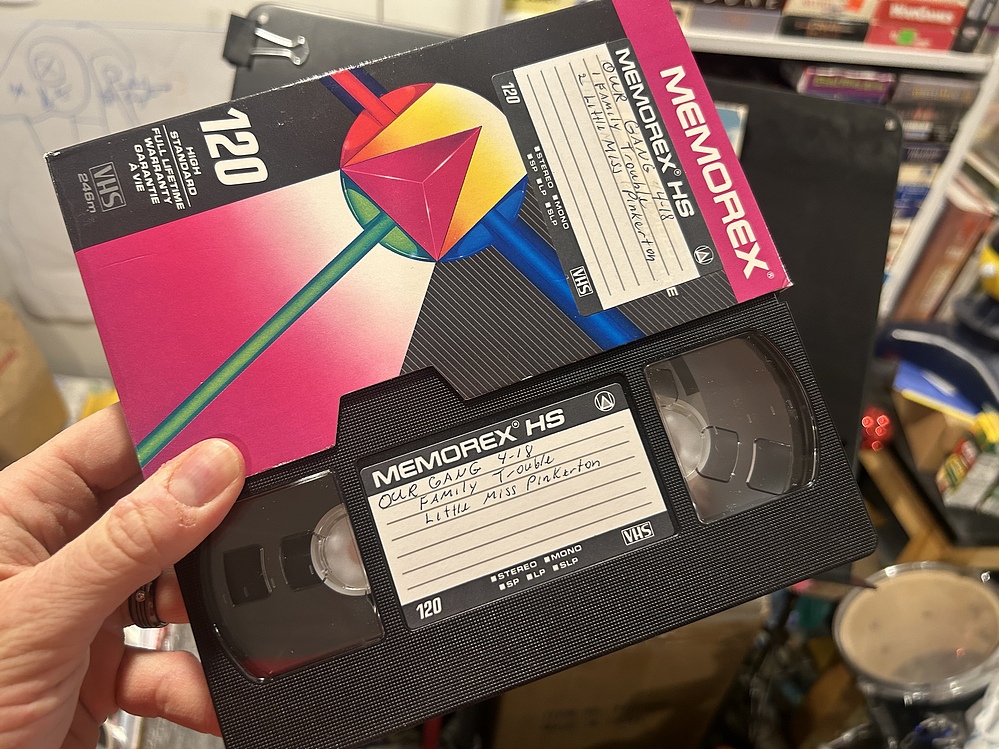 MEMOREX®
MEMOREX® HS
OUR GANG 4-18
1 FAMILY Trouble
2 Little Miss Pinkerton
120
■STEREO ■MONO
■SP ■LP ■SLP
VHS
120
HIGH
STANDARD
FULL LIFETIME
WARRANTY
GARANTIE
À VIE
VHS
246m
MEMOREX® HS
OUR GANG 4-18
FAMILY Trouble
Little Miss Pinkerton
■STEREO ■MONO
■SP ■LP ■SLP
120
VHS